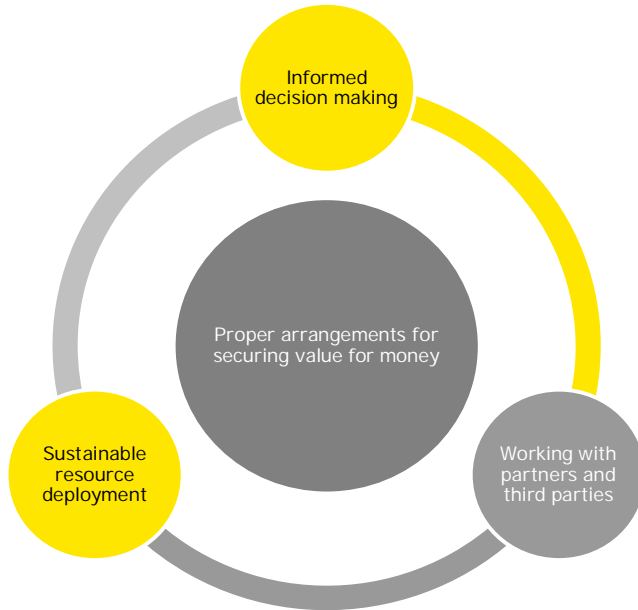 Informed
decision making
Proper arrangements for
securing value for money
Sustainable
resource
deployment
Working with
partners and
third parties